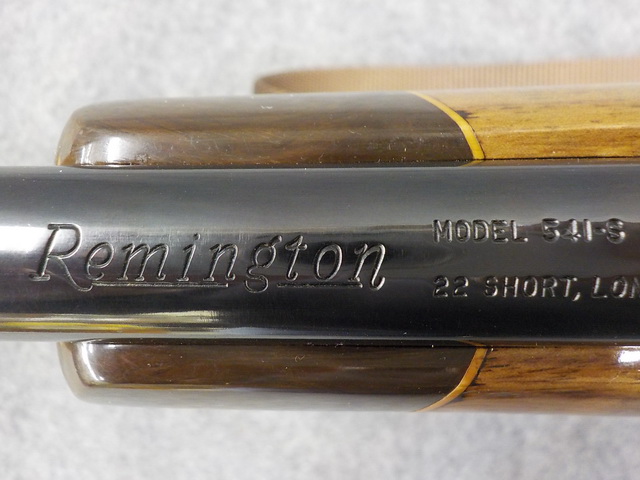 Remington
MODEL 541-S
22 SHORT, LON